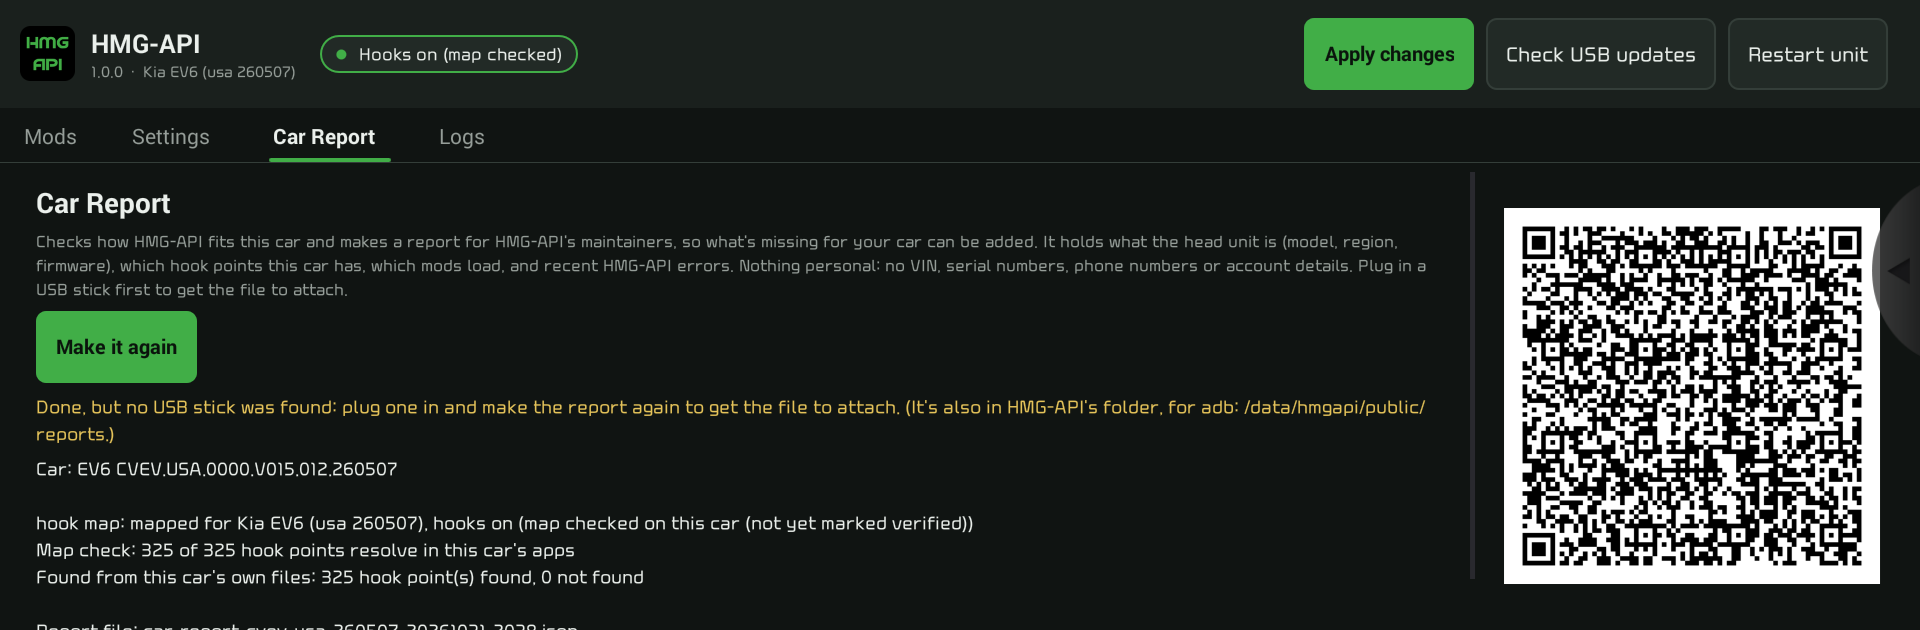 HMG
API
HMG-API
1.0.0 · Kia EV6 (usa 260507)
Hooks on (map checked)
Apply changes
Check USB updates
Restart unit
Mods
Settings
Car Report
Logs
Car Report
Checks how HMG-API fits this car and makes a report for HMG-API's maintainers, so what's missing for your car can be added. It holds what the head unit is (model, region,
firmware), which hook points this car has, which mods load, and recent HMG-API errors. Nothing personal: no VIN, serial numbers, phone numbers or account details. Plug in a
USB stick first to get the file to attach.
Make it again
Done, but no USB stick was found: plug one in and make the report again to get the file to attach. (It's also in HMG-API's folder, for adb: /data/hmgapi/public/
reports.)
Car: EV6 CVEV.USA.0000.V015.012.260507
hook map: mapped for Kia EV6 (usa 260507), hooks on (map checked on this car (not yet marked verified))
Map check: 325 of 325 hook points resolve in this car's apps
Found from this car's own files: 325 hook point(s) found, 0 not found
Report file: